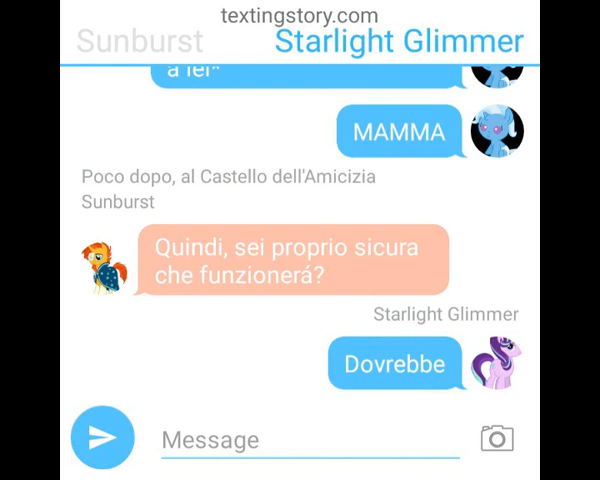 textingstory.com
Sunburst Starlight Glimmer
a lei*
MAMMA
Poco dopo, al Castello dell'Amicizia
Sunburst
Quindi, sei proprio sicura
che funzionerá?
Starlight Glimmer
Dovrebbe
Message